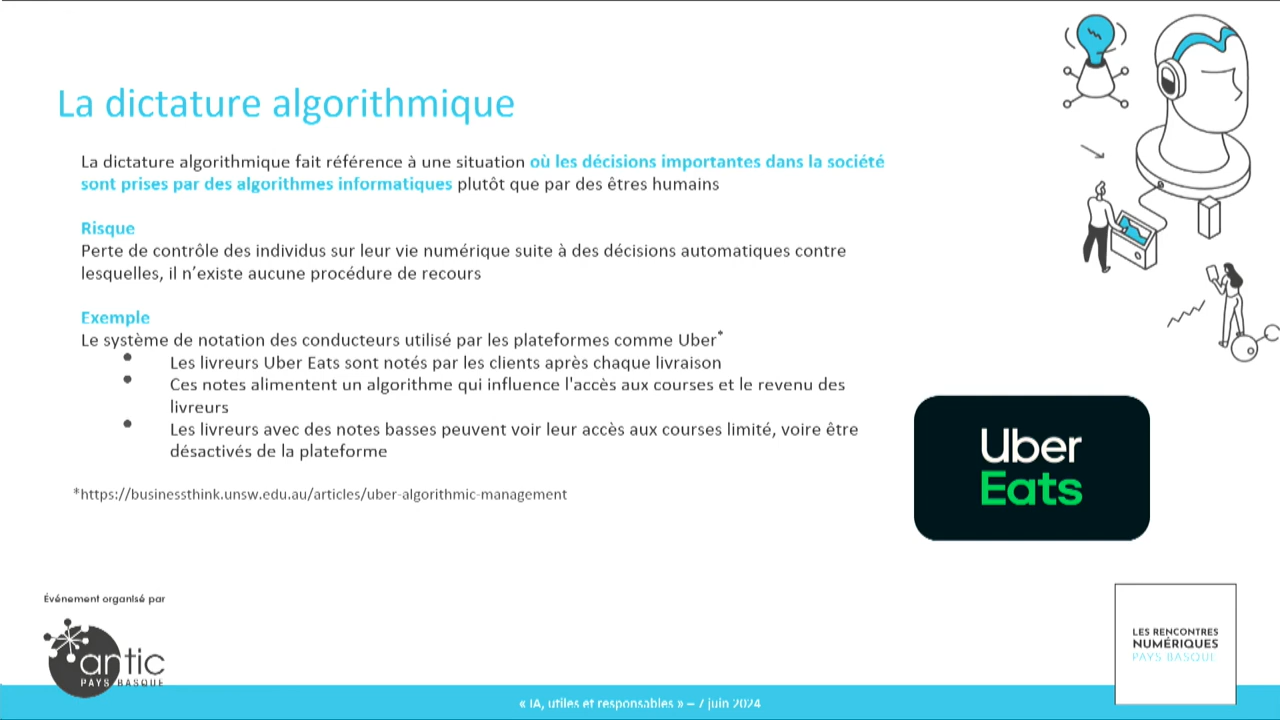 La dictature algorithmique
La dictature algorithmique fait référence à une situation où les décisions importantes dans la société
sont prises par des algorithmes informatiques plutôt que par des êtres humains
Risque
Perte de contrôle des individus sur leur vie numérique suite à des décisions automatiques contre
lesquelles, il n’existe aucune procédure de recours
Exemple
Le système de notation des conducteurs utilisé par les plateformes comme Uber*
• Les livreurs Uber Eats sont notés par les clients après chaque livraison
• Ces notes alimentent un algorithme qui influence l'accès aux courses et le revenu des
livreurs
• Les livreurs avec des notes basses peuvent voir leur accès aux courses limité, voire être
désactivés de la plateforme
*https://businessthink.unsw.edu.au/articles/uber-algorithmic-management
Uber
Eats
Événement organisé par
antic
PAYS BASQUE
LES RENCONTRES
NUMÉRIQUES
PAYS BASQUE
« IA, utiles et responsables » – 7 juin 2024